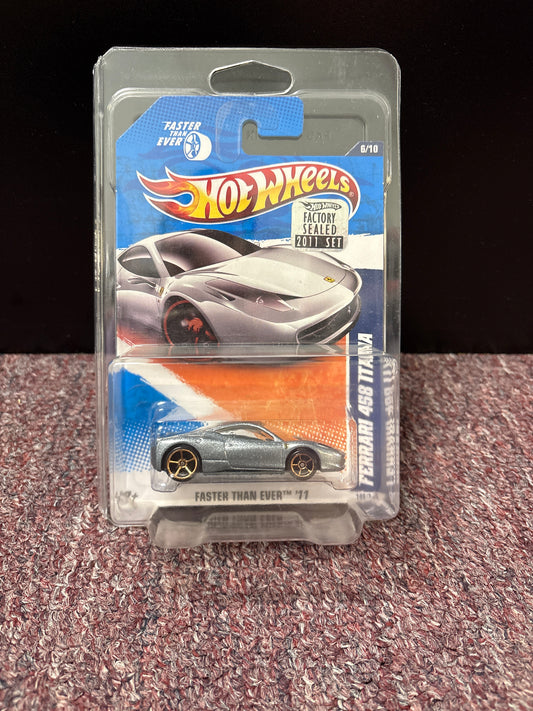 FASTER
THAN
EVER
6/10
HOT WHEELS
HOT WHEELS
FACTORY
SEALED
2011 SET
FERRARI 458 ITALIA
FASTER THAN EVER™ '11